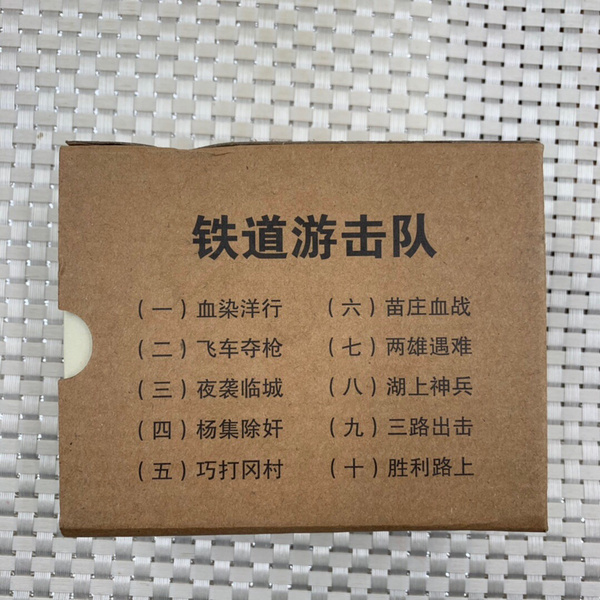 铁道游击队
（一）血染洋行
（二）飞车夺枪
（三）夜袭临城
（四）杨集除奸
（五）巧打冈村
（六）苗庄血战
（七）两雄遇难
（八）湖上神兵
（九）三路出击
（十）胜利路上